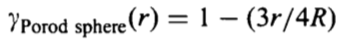 γPorod sphere(r) = 1 − (3r/4R)